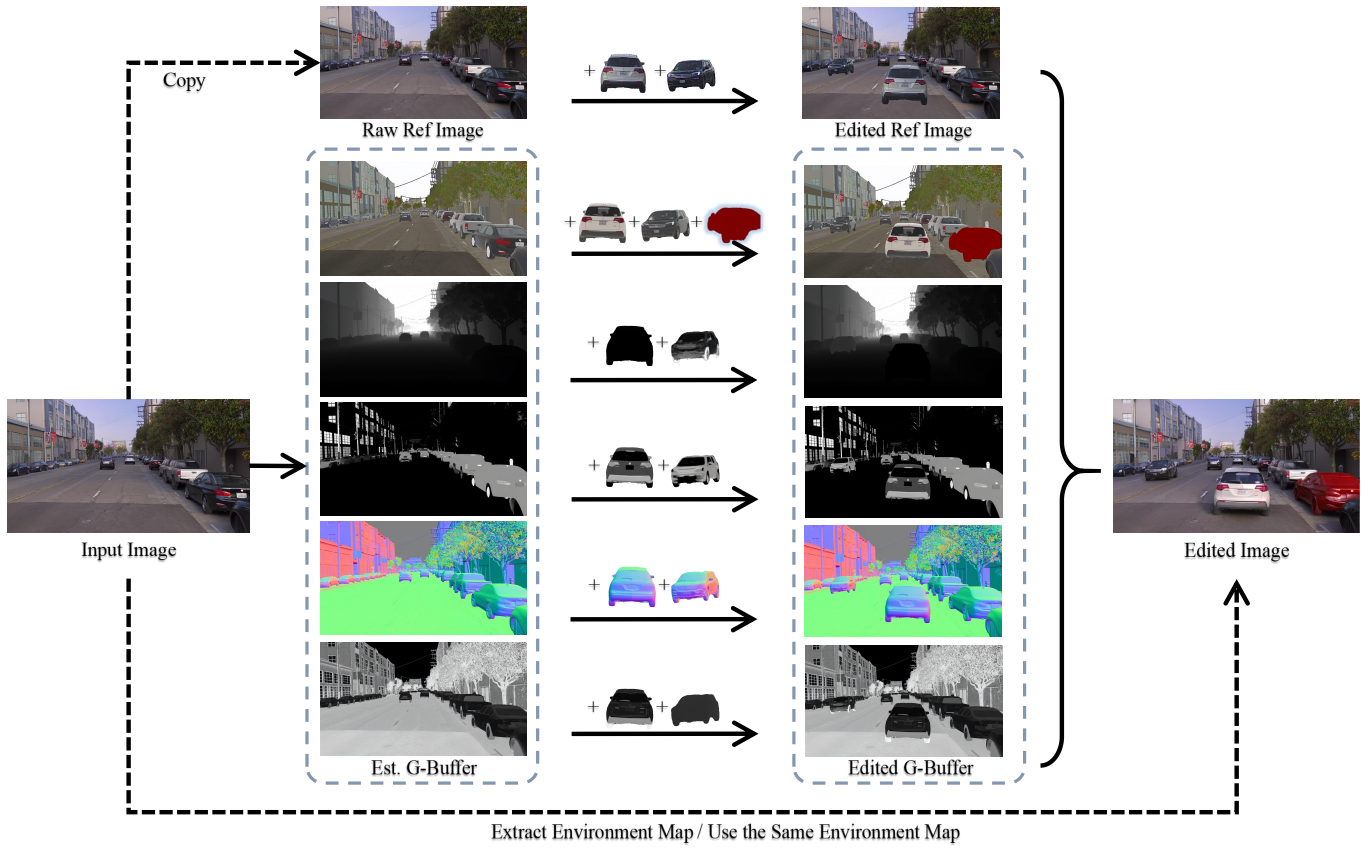 Copy
Raw Ref Image
+ +
Edited Ref Image
+ + +
+ +
+ +
Input Image
Edited Image
+ +
+ +
Est. G-Buffer
Edited G-Buffer
Extract Environment Map / Use the Same Environment Map